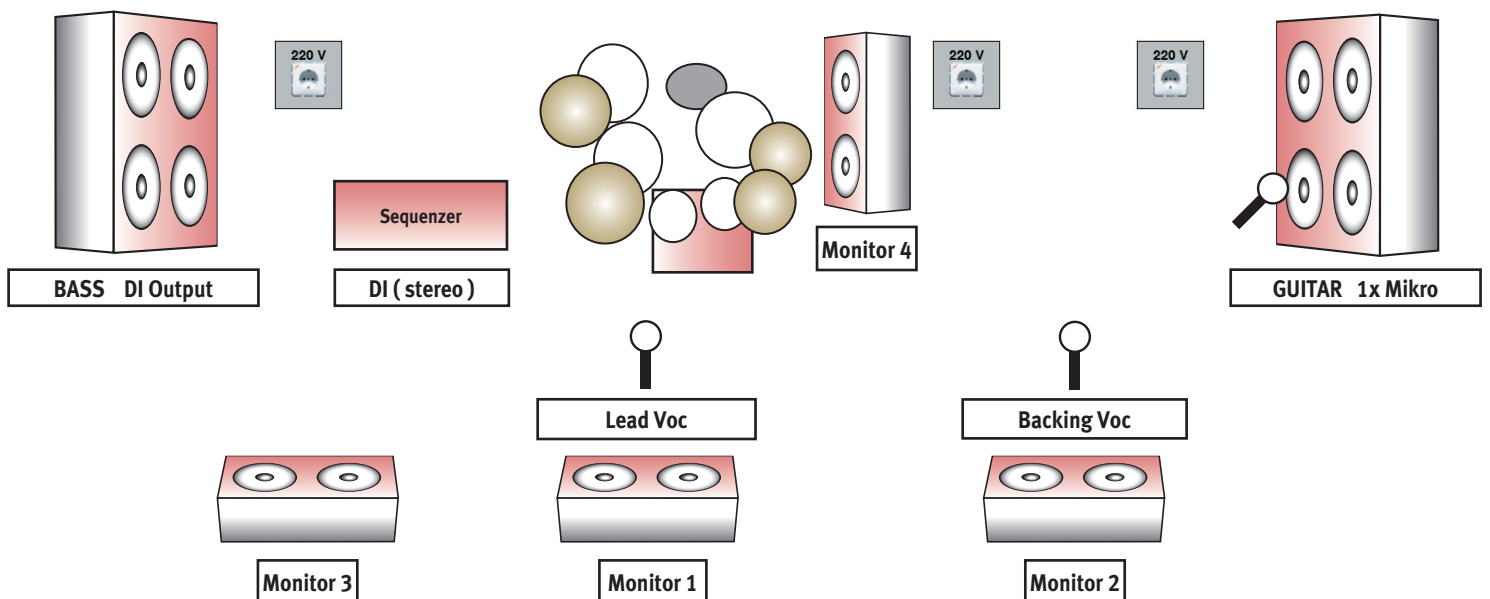 220 V
220 V
220 V
Sequenzer
Monitor 4
BASS DI Output
DI ( stereo )
GUITAR 1x Mikro
Lead Voc
Backing Voc
Monitor 3
Monitor 1
Monitor 2